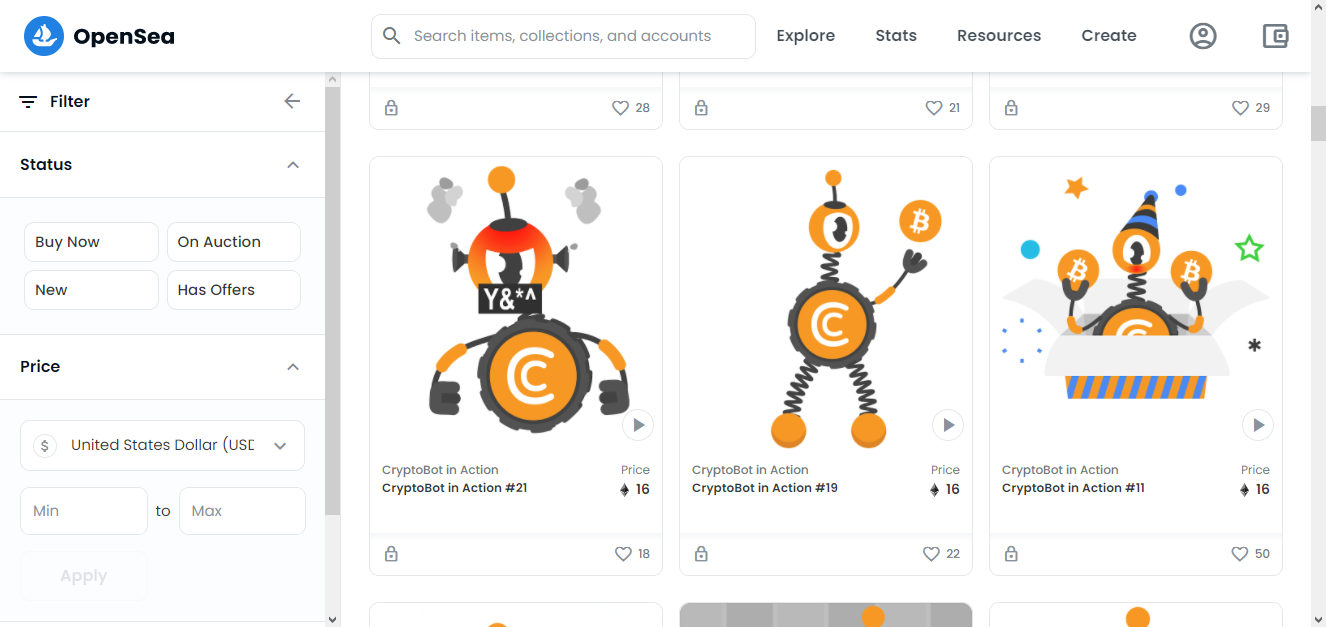 OpenSea
Search items, collections, and accounts
Explore
Stats
Resources
Create
Filter
28
21
29
Status
Buy Now
On Auction
New
Has Offers
Price
United States Dollar (USD
$
Min
to
Max
Apply
Y&*^
CryptoBot in Action
Price
CryptoBot in Action #21
16
18
CryptoBot in Action
Price
CryptoBot in Action #19
16
22
CryptoBot in Action
Price
CryptoBot in Action #11
16
50